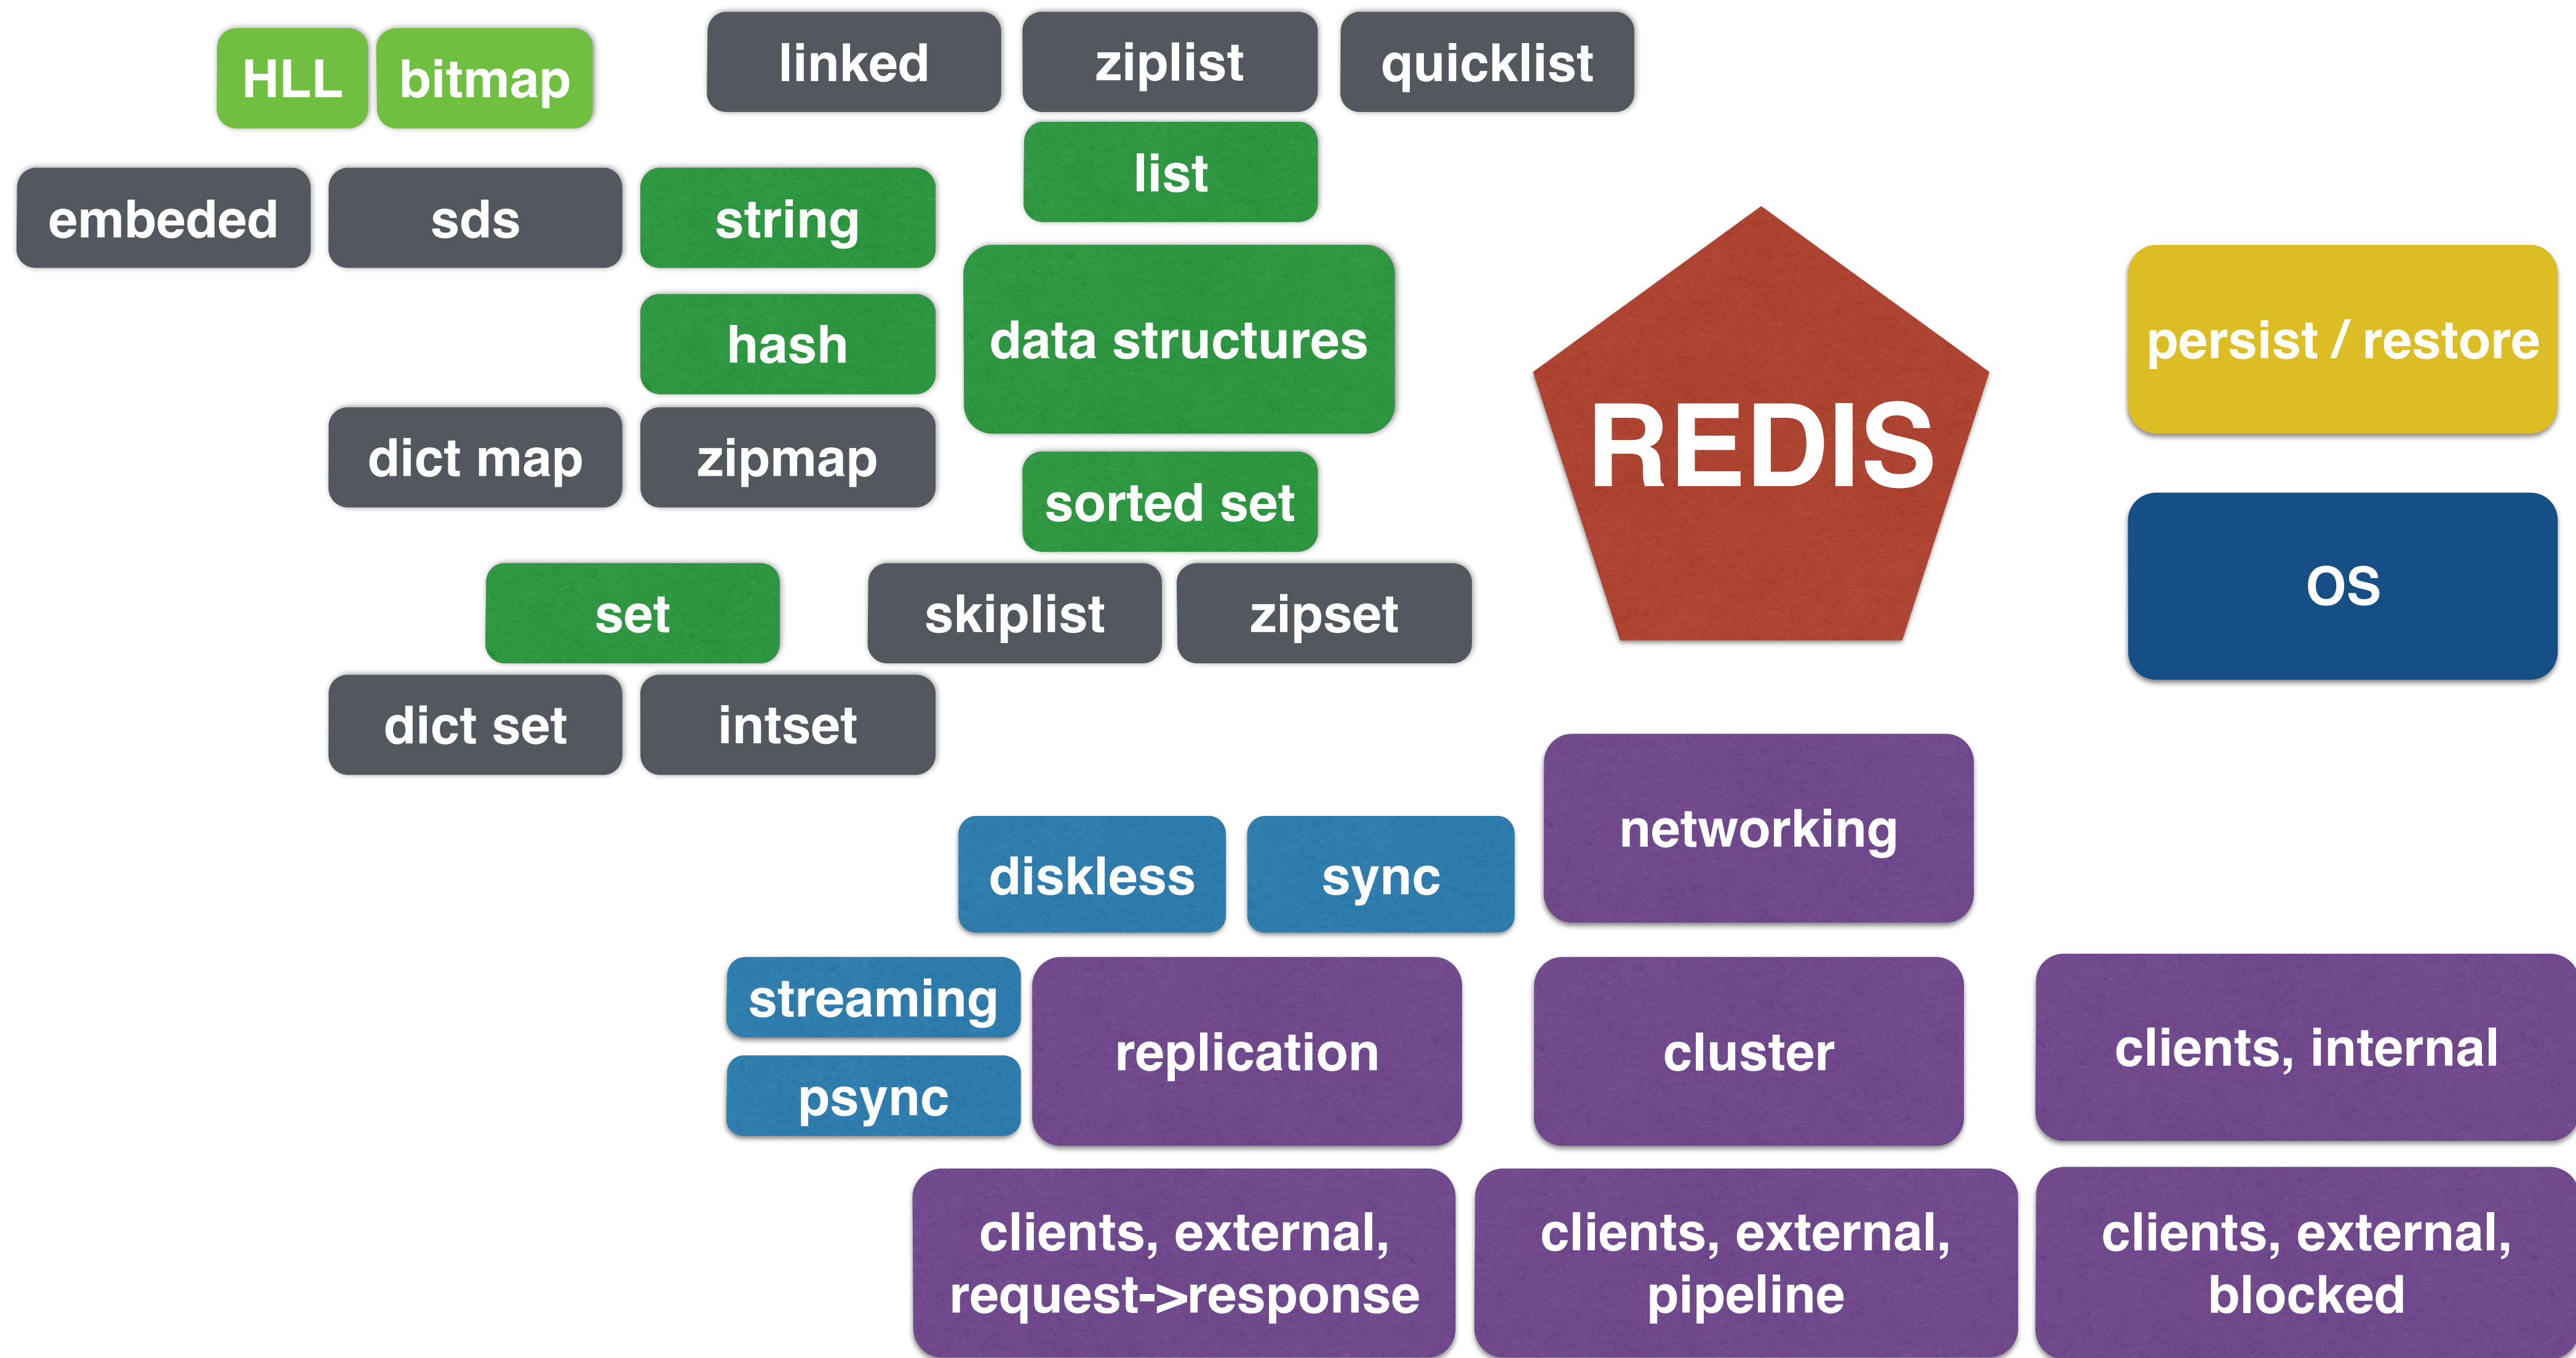 linked
ziplist
quicklist
HLL
bitmap
list
embeded
sds
string
hash
data structures
persist / restore
REDIS
dict map
zipmap
sorted set
OS
set
skiplist
zipset
dict set
intset
networking
diskless
sync
streaming
replication
cluster
clients, internal
psync
clients, external,
request->response
clients, external,
pipeline
clients, external,
blocked